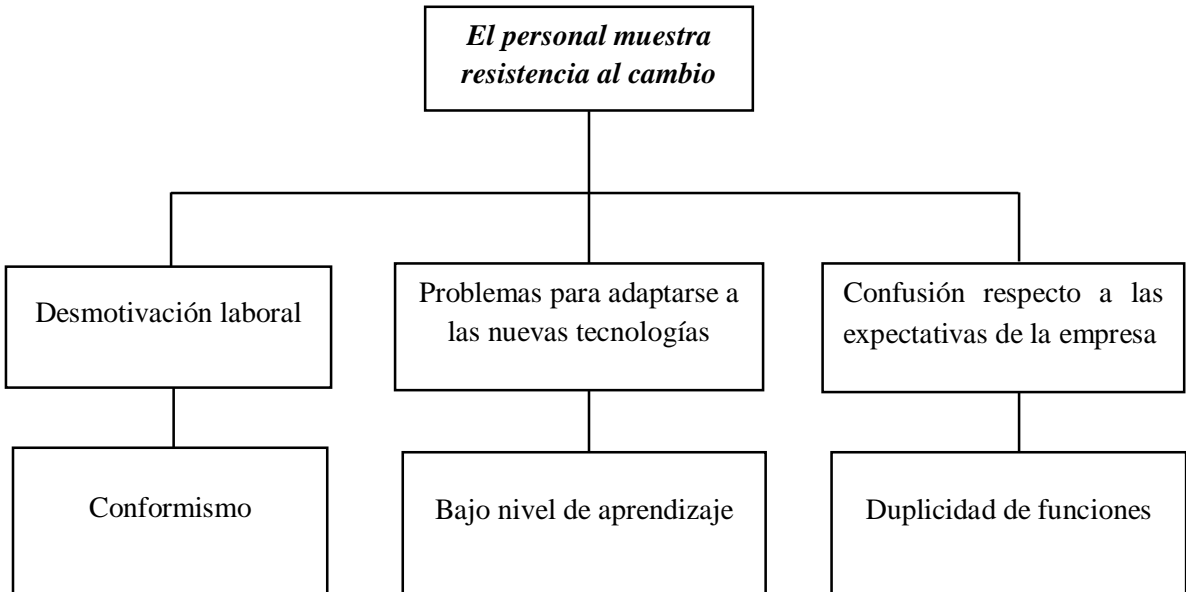 El personal muestra
resistencia al cambio
Desmotivación laboral
Problemas para adaptarse a
las nuevas tecnologías
Confusión respecto a las
expectativas de la empresa
Conformismo
Bajo nivel de aprendizaje
Duplicidad de funciones